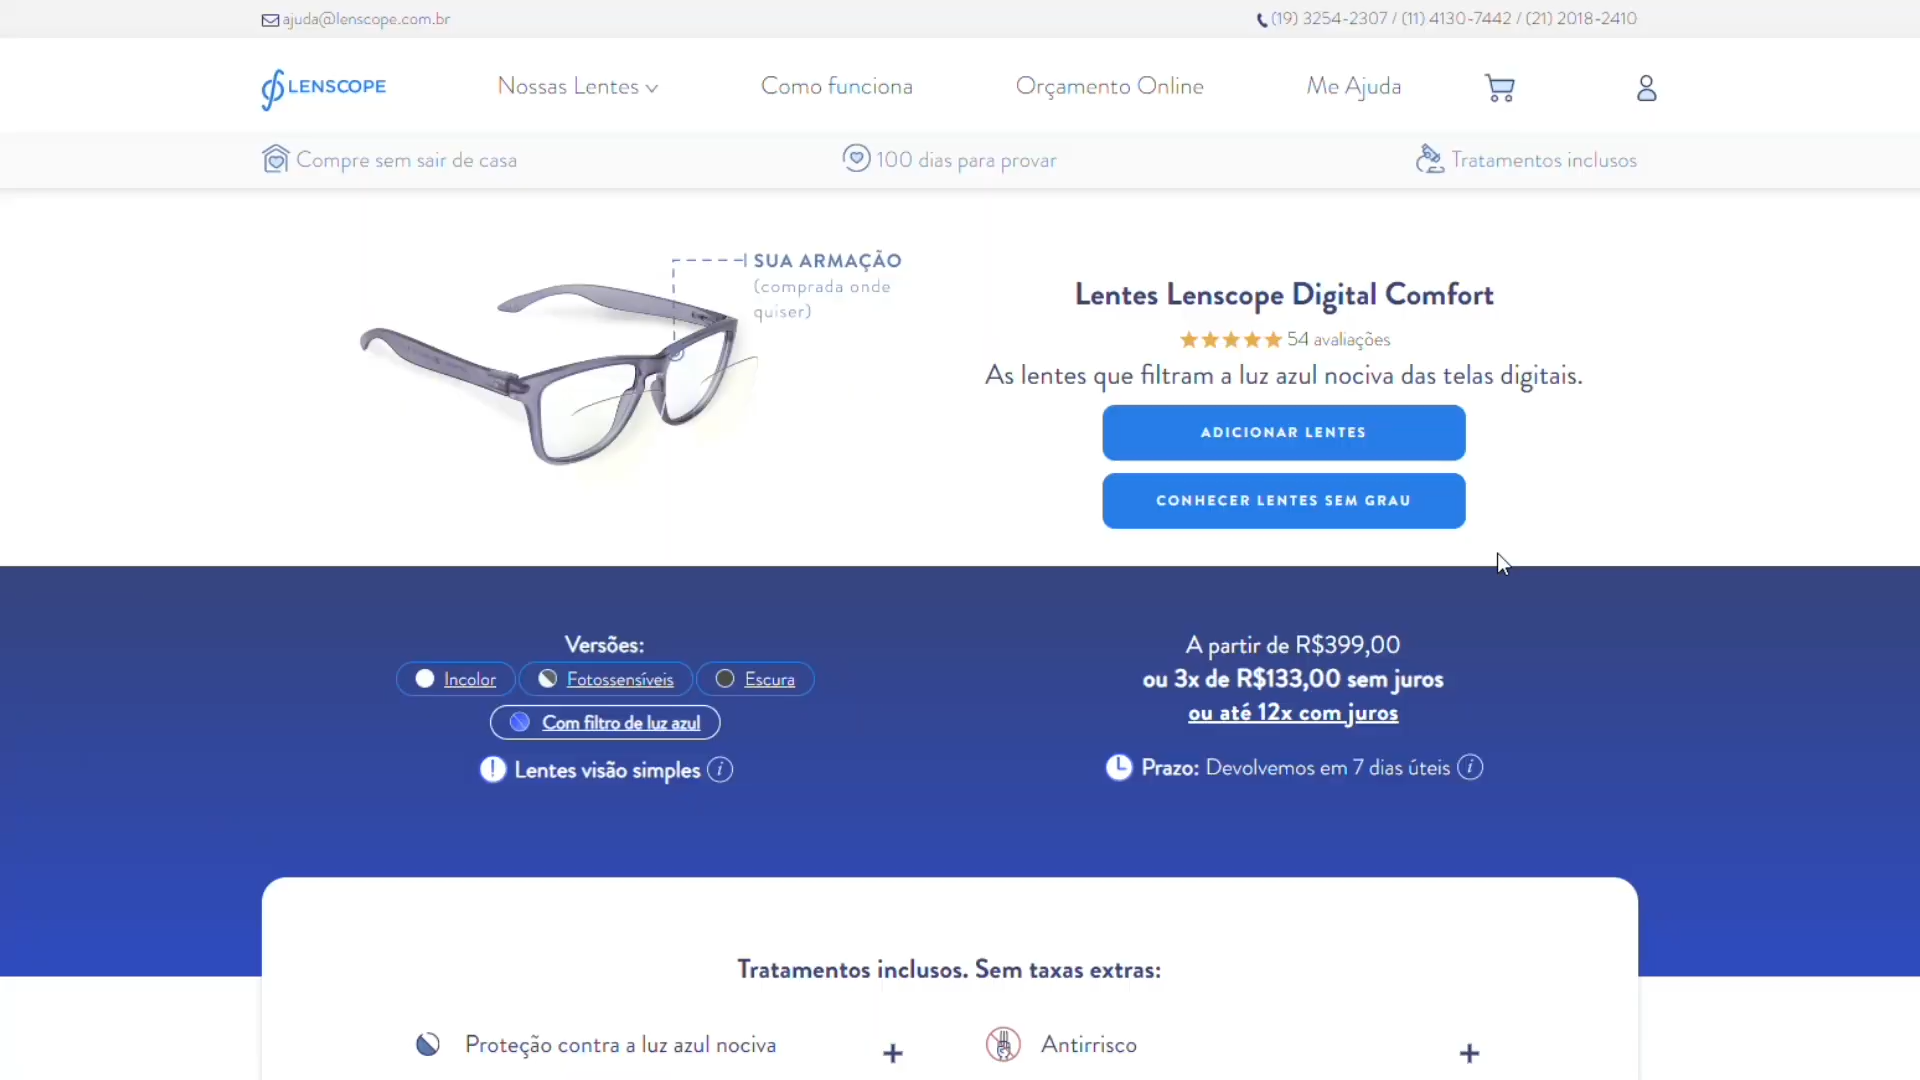 ajuda@lenscope.com.br
(19) 3254-2307 / (11) 4130-7442 / (21) 2018-2410
LENSCOPE
Nossas Lentes
Como funciona
Orçamento Online
Me Ajuda
Compre sem sair de casa
100 dias para provar
Tratamentos inclusos
SUA ARMAÇÃO
(comprada onde
quiser)
Lentes Lenscope Digital Comfort
54 avaliações
As lentes que filtram a luz azul nociva das telas digitais.
ADICIONAR LENTES
CONHECER LENTES SEM GRAU
Versões:
Incolor
Fotossensíveis
Escura
Com filtro de luz azul
Lentes visão simples
A partir de R$399,00
ou 3x de R$133,00 sem juros
ou até 12x com juros
Prazo: Devolvemos em 7 dias úteis
Tratamentos inclusos. Sem taxas extras:
Proteção contra a luz azul nociva
+
Antirrisco
+